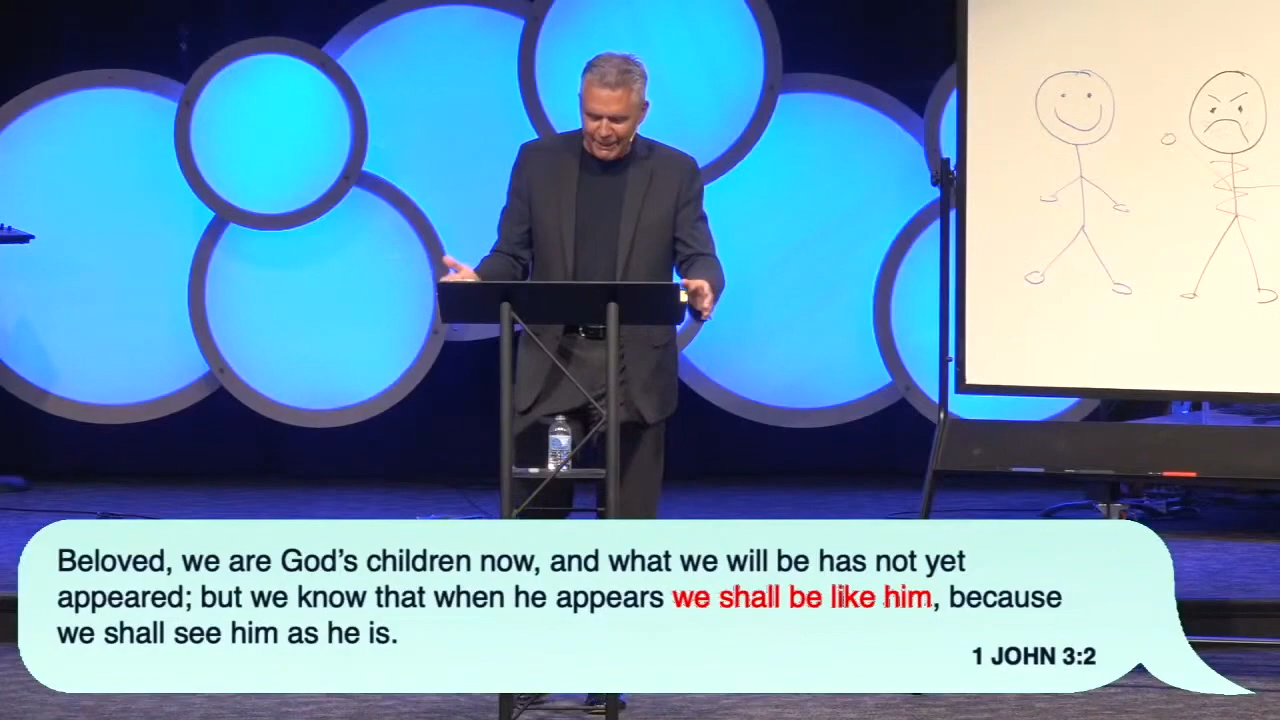 Beloved, we are God's children now, and what we will be has not yet
appeared; but we know that when he appears we shall be like him, because
we shall see him as he is.
1 JOHN 3:2